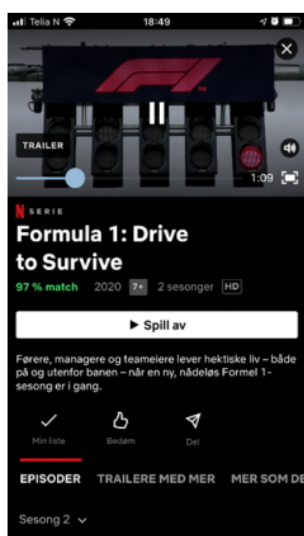 Telia N 18:49
F1
TRAILER
1:09
N SERIE
Formula 1: Drive
to Survive
97 % match 2020 7+ 2 sesonger HD
Spill av
Førere, managere og teameiere lever hektiske liv – både
på og utenfor banen – når en ny, nådeløs Formel 1-
sesong er i gang.
Min liste Bedøm Del
EPISODER TRAILERE MED MER MER SOM DE
Sesong 2